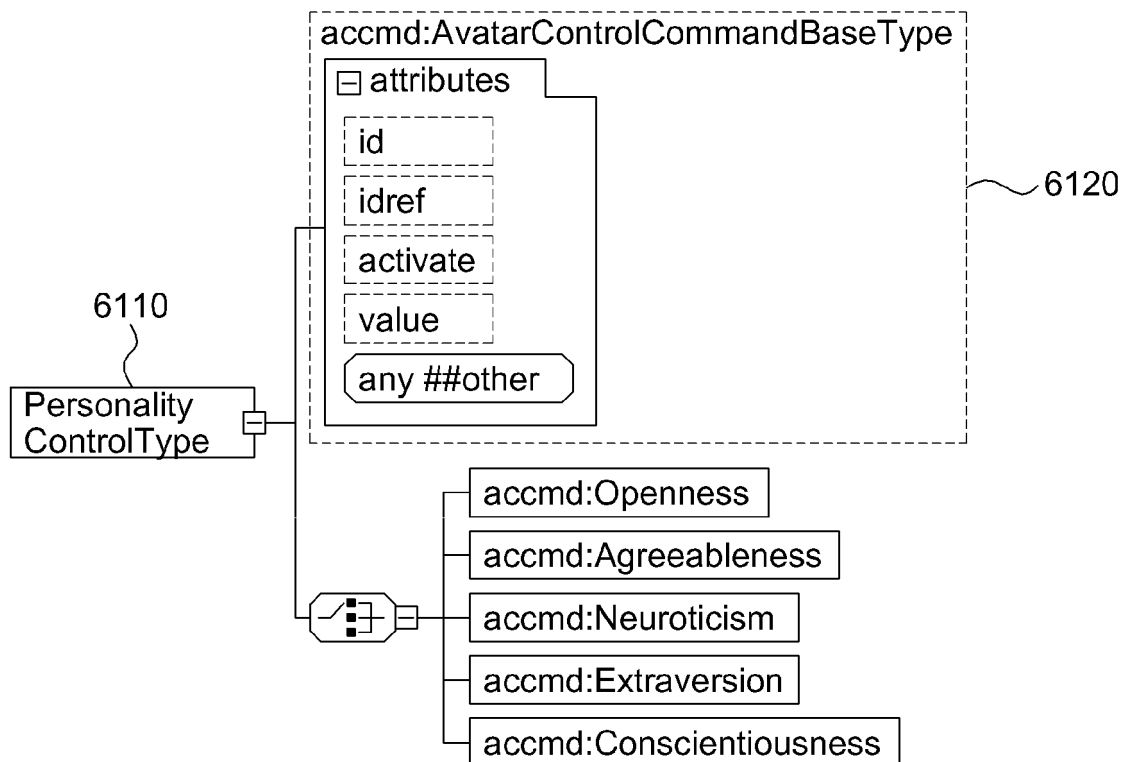 accmd:AvatarControlCommandBaseType
attributes
id
idref
activate
value
any ##other
6120
6110
Personality
ControlType
accmd:Openness
accmd:Agreeableness
accmd:Neuroticism
accmd:Extraversion
accmd:Conscientiousness